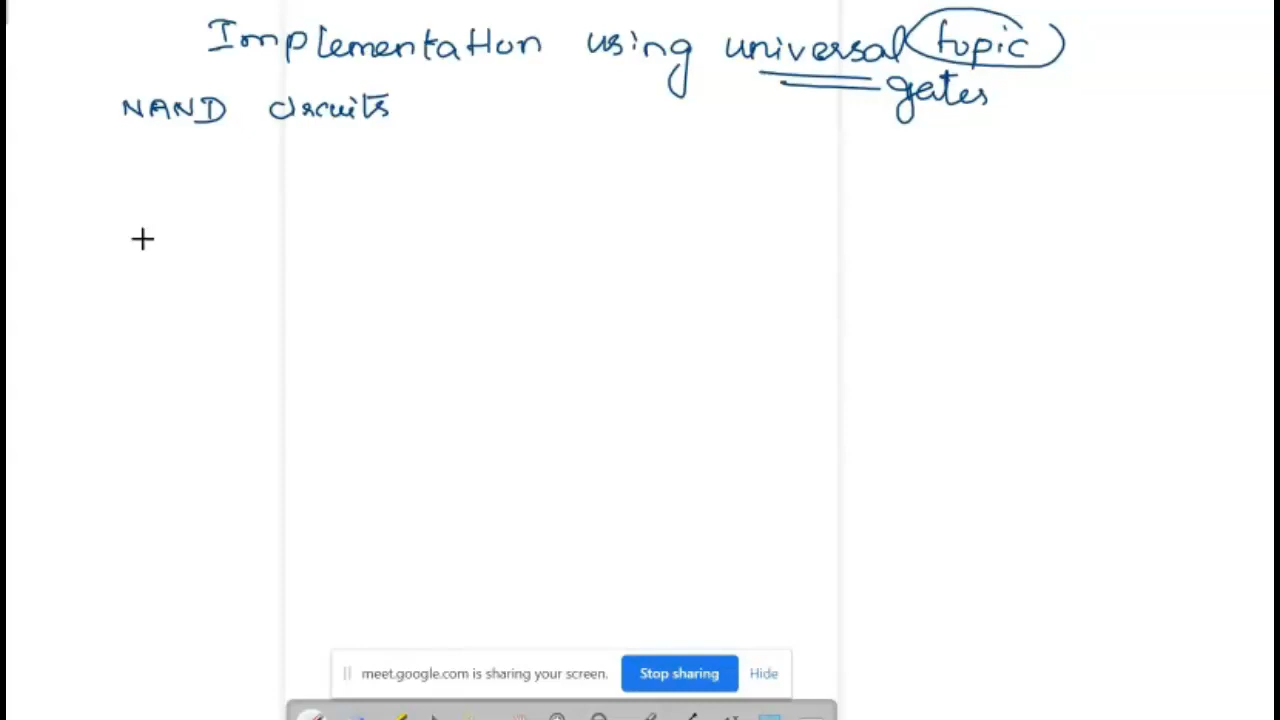 Implementation using universal (topic)
gates
NAND circuits
meet.google.com is sharing your screen. Stop sharing Hide